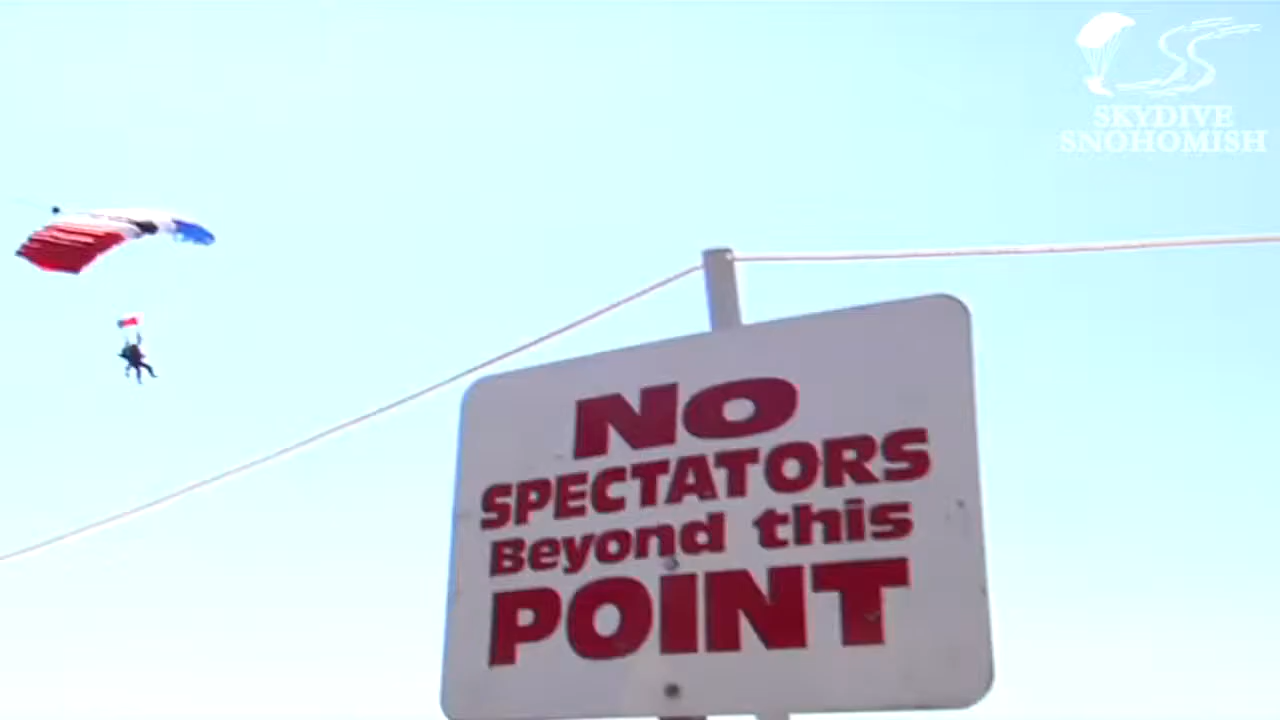 SKYDIVE
SNOHOMISH
NO
SPECTATORS
Beyond this
POINT